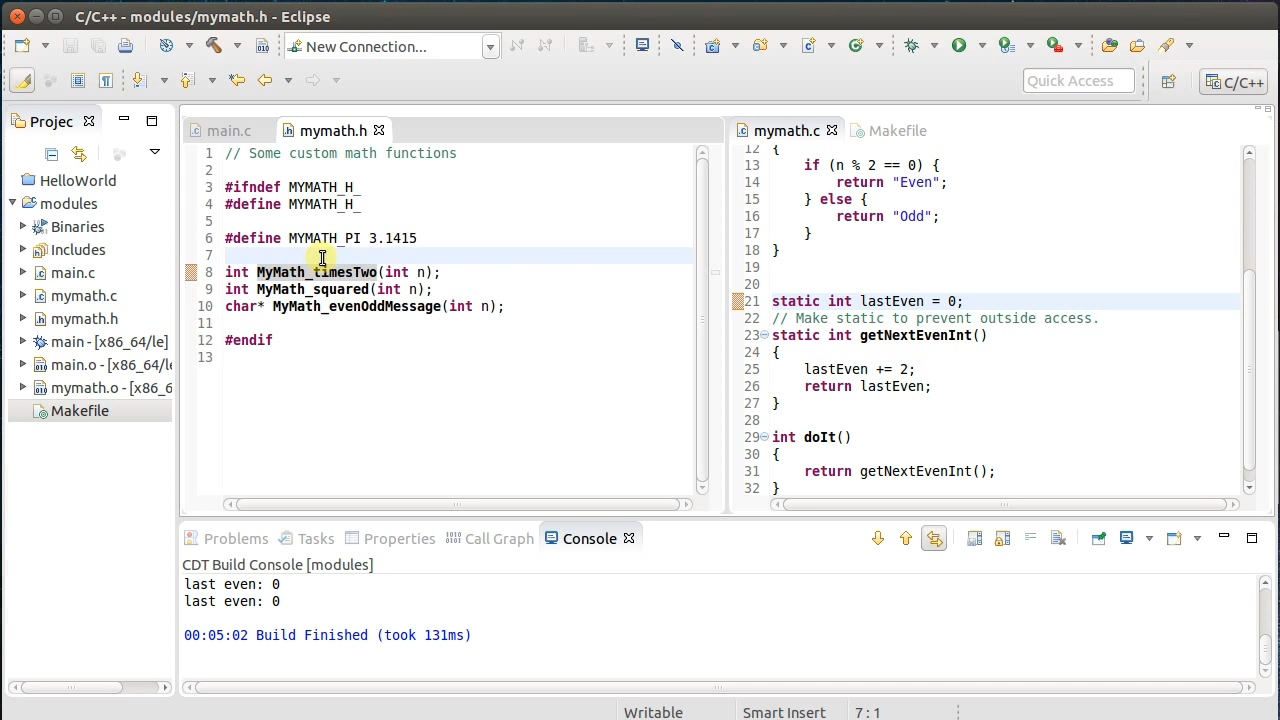 C/C++ - modules/mymath.h - Eclipse
New Connection...
Quick Access
C/C++
Projec
HelloWorld
modules
Binaries
Includes
main.c
mymath.c
mymath.h
main - [x86_64/le]
main.o - [x86_64/le
mymath.o - [x86_6
Makefile
main.c
mymath.h
1 // Some custom math functions
2
3 #ifndef MYMATH_H_
4 #define MYMATH_H_
5
6 #define MYMATH_PI 3.1415
7
8 int MyMath_timesTwo(int n);
9 int MyMath_squared(int n);
10 char* MyMath_evenOddMessage(int n);
11
12 #endif
13
mymath.c
Makefile
12 {
13 if (n % 2 == 0) {
14 return "Even";
15 } else {
16 return "Odd";
17 }
18 }
19
20
21 static int lastEven = 0;
22 // Make static to prevent outside access.
23 static int getNextEvenInt()
24 {
25 lastEven += 2;
26 return lastEven;
27 }
28
29 int doIt()
30 {
31 return getNextEvenInt();
32 }
Problems
Tasks
Properties
Call Graph
Console
CDT Build Console [modules]
last even: 0
last even: 0
00:05:02 Build Finished (took 131ms)
Writable
Smart Insert
7 : 1